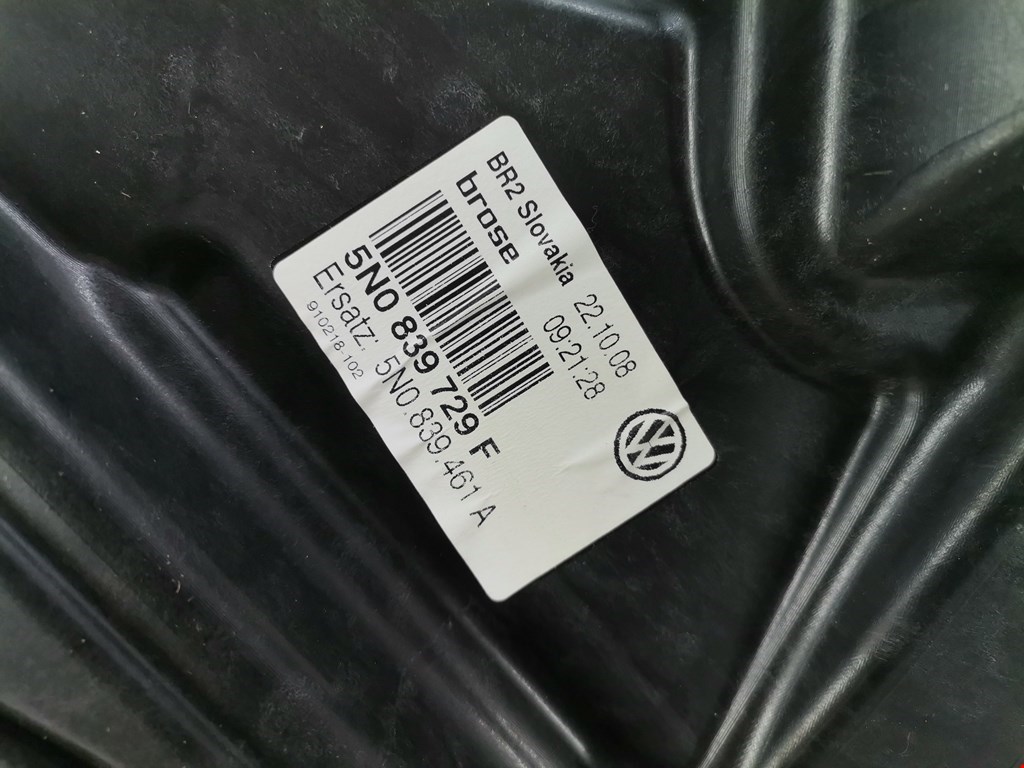 BR2 Slovakia 22.10.08
brose 09:21:28
5N0 839 729 F
Ersatz: 5N0.839.461 A
910218-102